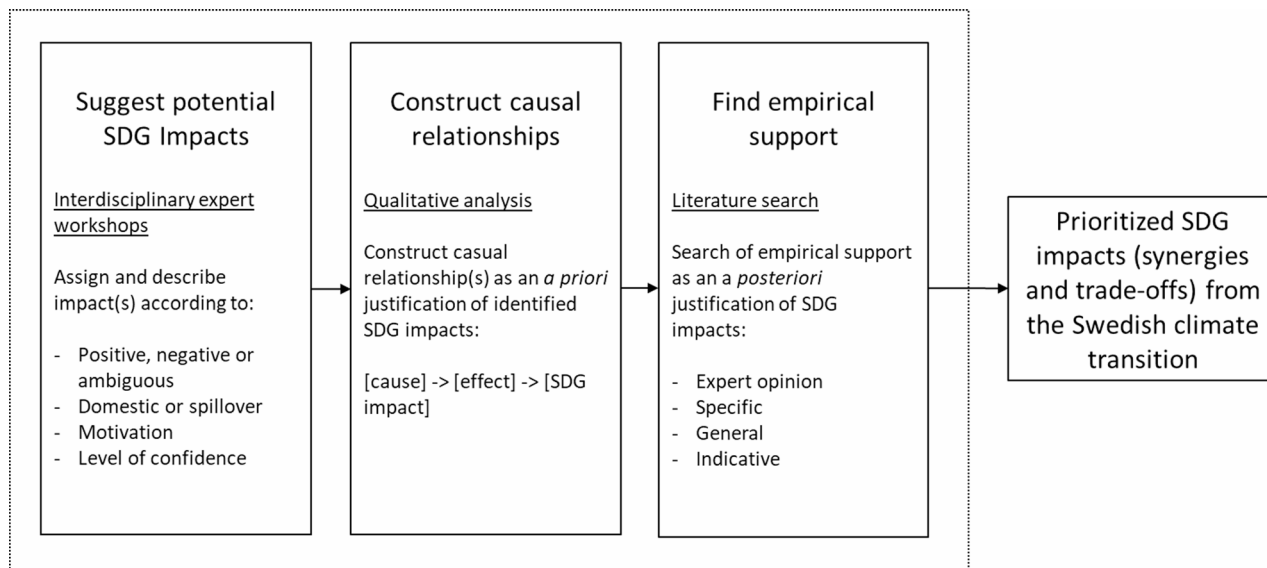 Suggest potential
SDG Impacts
Interdisciplinary expert
workshops
Assign and describe
impact(s) according to:
- Positive, negative or
ambiguous
- Domestic or spillover
- Motivation
- Level of confidence
Construct causal
relationships
Qualitative analysis
Construct casual
relationship(s) as an a priori
justification of identified
SDG impacts:
[cause] -> [effect] -> [SDG
impact]
Find empirical
support
Literature search
Search of empirical support
as an a posteriori
justification of SDG
impacts:
- Expert opinion
- Specific
- General
- Indicative
Prioritized SDG
impacts (synergies
and trade-offs) from
the Swedish climate
transition